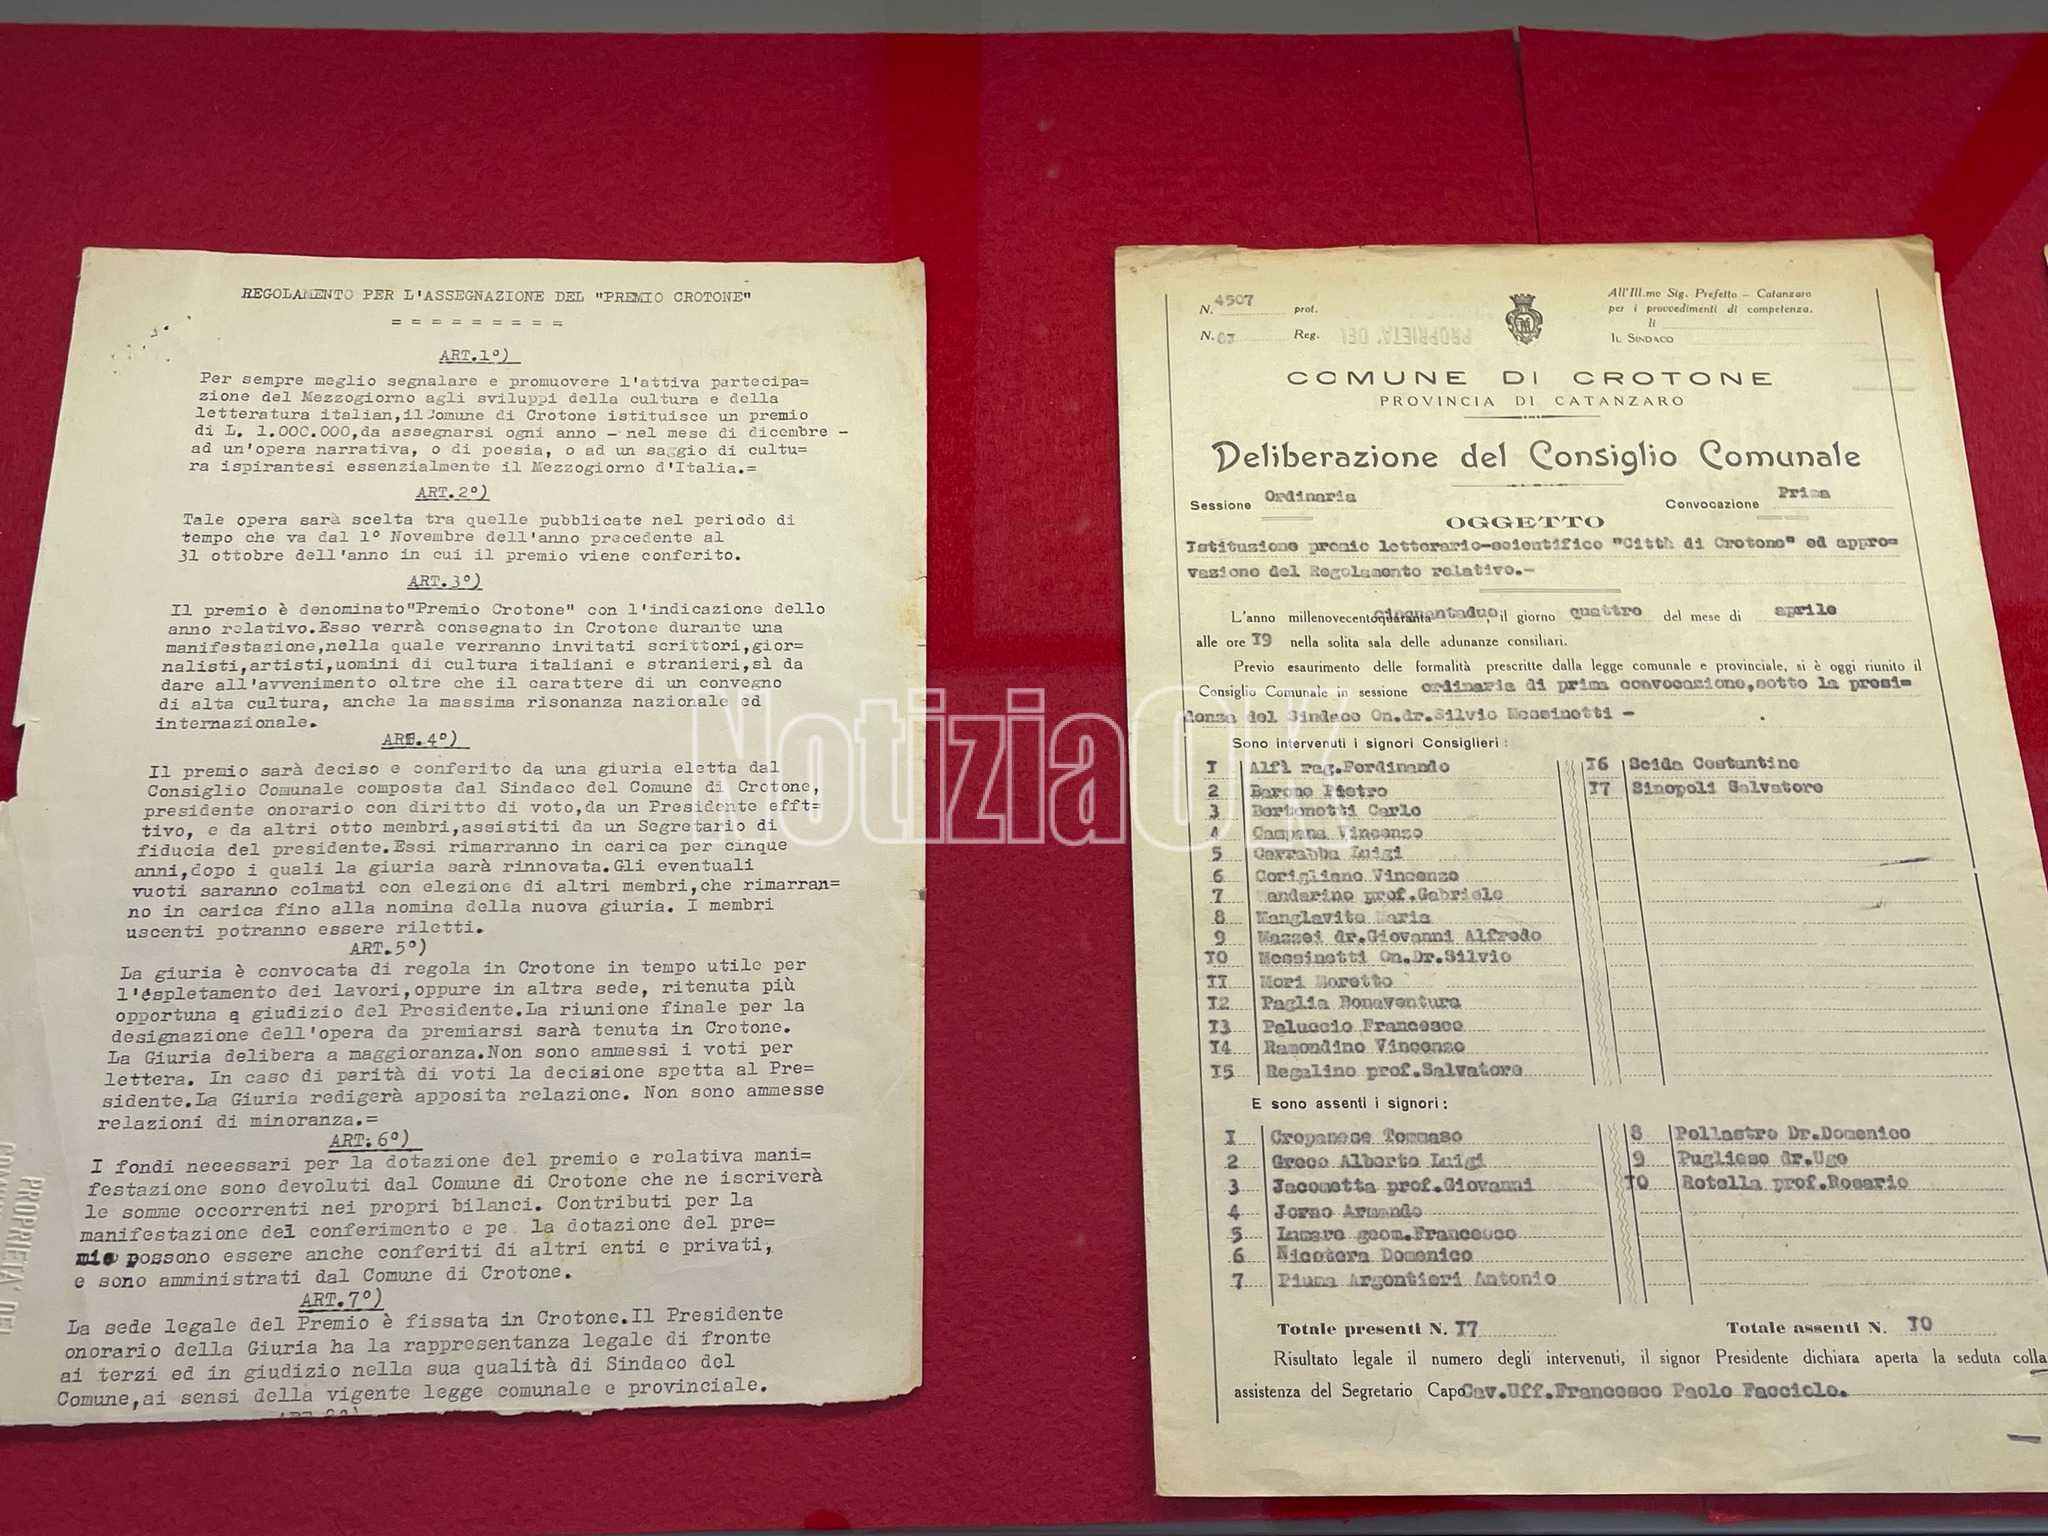 REGOLAMENTO PER L'ASSEGNAZIONE DEL "PREMIO CROTONE"
= = = = = = = = =
ART.1°)
Per sempre meglio segnalare e promuovere l'attiva partecipa=
zione del Mezzogiorno agli sviluppi della cultura e della
letteratura italian,il Comune di Crotone istituisce un premio
di L. 1.000.000,da assegnarsi ogni anno - nel mese di dicembre -
ad un'opera narrativa, o di poesia, o ad un saggio di cultu=
ra ispirantesi essenzialmente il Mezzogiorno d'Italia.=
ART.2°)
Tale opera sarà scelta tra quelle pubblicate nel periodo di
tempo che va dal 1° Novembre dell'anno precedente al
31 ottobre dell'anno in cui il premio viene conferito.
ART.3°)
Il premio è denominato"Premio Crotone" con l'indicazione dello
anno relativo.Esso verrà consegnato in Crotone durante una
manifestazione,nella quale verranno invitati scrittori,gior=
nalisti,artisti,uomini di cultura italiani e stranieri,sì da
dare all'avvenimento oltre che il carattere di un convegno
di alta cultura, anche la massima risonanza nazionale ed
internazionale.
ART.4°)
Il premio sarà deciso e conferito da una giuria eletta dal
Consiglio Comunale composta dal Sindaco del Comune di Crotone,
presidente onorario con diritto di voto,da un Presidente efft=
tivo, e da altri otto membri,assistiti da un Segretario di
fiducia del presidente.Essi rimarranno in carica per cinque
anni,dopo i quali la giuria sarà rinnovata.Gli eventuali
vuoti saranno colmati con elezione di altri membri,che rimarran=
no in carica fino alla nomina della nuova giuria. I membri
uscenti potranno essere riletti.
ART.5°)
La giuria è convocata di regola in Crotone in tempo utile per
l'espletamento dei lavori,oppure in altra sede, ritenuta più
opportuna a giudizio del Presidente.La riunione finale per la
designazione dell'opera da premiarsi sarà tenuta in Crotone.
La Giuria delibera a maggioranza.Non sono ammessi i voti per
lettera. In caso di parità di voti la decisione spetta al Pre=
sidente.La Giuria redigerà apposita relazione. Non sono ammesse
relazioni di minoranza.=
ART.6°)
I fondi necessari per la dotazione del premio e relativa mani=
festazione sono devoluti dal Comune di Crotone che ne iscriverà
le somme occorrenti nei propri bilanci. Contributi per la
manifestazione del conferimento e pe la dotazione del pre=
mio possono essere anche conferiti di altri enti e privati,
e sono amministrati dal Comune di Crotone.
ART.7°)
La sede legale del Premio è fissata in Crotone.Il Presidente
onorario della Giuria ha la rappresentanza legale di fronte
ai terzi ed in giudizio nella sua qualità di Sindaco del
Comune,ai sensi della vigente legge comunale e provinciale.
PROPRIETA' DEL
N. 4507 prot.
N. Reg.
PROPRIETA' DEL
All'Ill.mo Sig. Prefetto - Catanzaro
per i provvedimenti di competenza.
li
IL SINDACO
COMUNE DI CROTONE
PROVINCIA DI CATANZARO
Deliberazione del Consiglio Comunale
Sessione Ordinaria Convocazione Prima
OGGETTO
Istituzione premio letterario-scientifico "Città di Crotone" ed appro=
vazione del Regolamento relativo.-
L'anno millenovecentoquaranta cinquantaduo, il giorno quattro del mese di aprile
alle ore I9 nella solita sala delle adunanze consiliari.
Previo esaurimento delle formalità prescritte dalla legge comunale e provinciale, si è oggi riunito il
Consiglio Comunale in sessione ordinaria di prima convocazione,sotto la presi=
denza del Sindaco On.dr.Silvio Messinetti -
Sono intervenuti i signori Consiglieri :
I Alfì rag.Ferdinando
2 Barone Pietro
3 Bertonotti Carlo
4 Campana Vincenzo
5 Carrabba Luigi
6 Corigliano Vincenzo
7 Mandarino prof.Gabriele
8 Manglavito Maria
9 Mazzei dr.Giovanni Alfredo
I0 Messinetti On.Dr.Silvio
II Mori Moretto
I2 Paglia Bonaventura
I3 Paluccio Francesco
I4 Ramondino Vincenzo
I5 Regalino prof.Salvatore
I6 Scida Costantino
I7 Sinopoli Salvatore
E sono assenti i signori :
I Cropanese Tommaso
2 Greco Alberto Luigi
3 Jacometta prof.Giovanni
4 Jorno Armando
5 Lumare geom.Francesco
6 Nicotera Domenico
7 Piuma Argentieri Antonio
8 Pollastro Dr.Domenico
9 Pugliese dr.Ugo
I0 Rotella prof.Rosario
Totale presenti N. I7 Totale assenti N. I0
Risultato legale il numero degli intervenuti, il signor Presidente dichiara aperta la seduta colla
assistenza del Segretario Capo Cav.Uff.Francesco Paolo Facciolo.
NotiziaOK